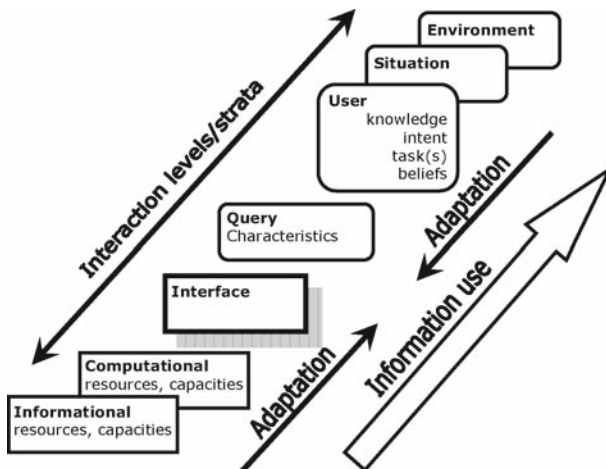 Environment
Situation
User
knowledge
intent
task(s)
beliefs
Interaction levels/strata
Adaptation
Query
Characteristics
Information use
Interface
Adaptation
Computational
resources, capacities
Informational
resources, capacities